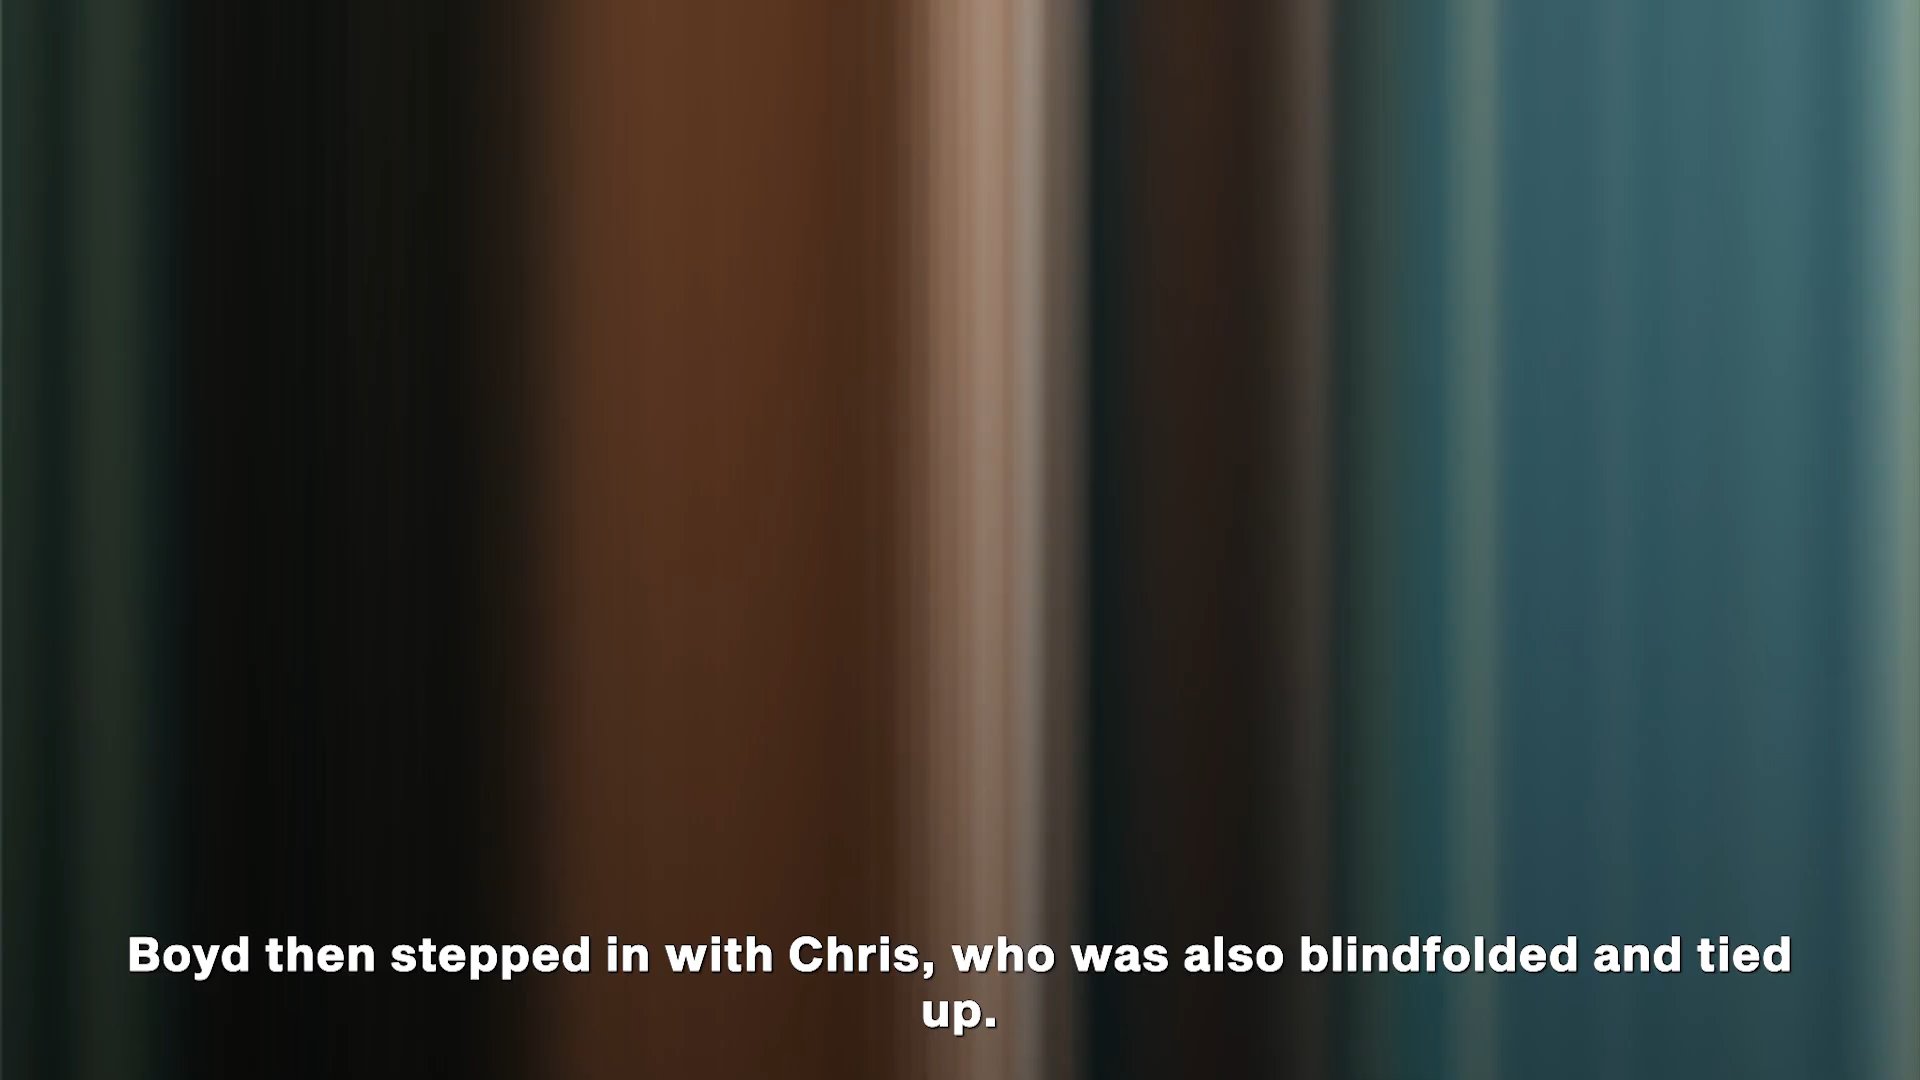 Boyd then stepped in with Chris, who was also blindfolded and tied
up.